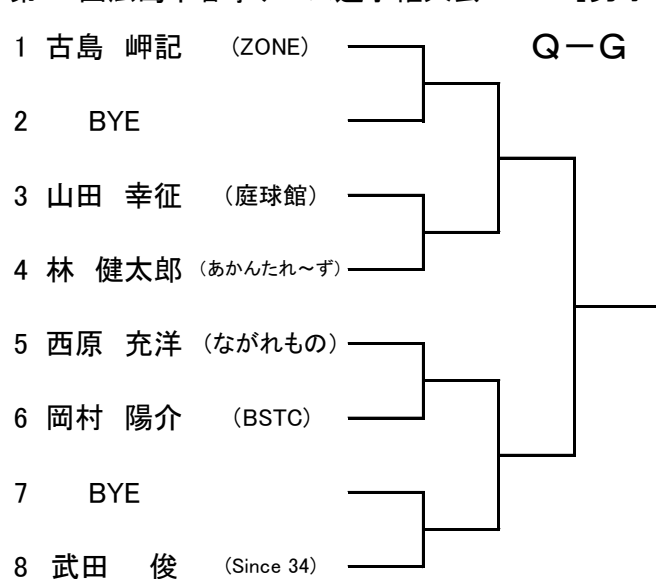 Q－G
1 古島 岬記 (ZONE)
2 BYE
3 山田 幸征 (庭球館)
4 林 健太郎 (あかんたれ～ず)
5 西原 充洋 (ながれもの)
6 岡村 陽介 (BSTC)
7 BYE
8 武田 俊 (Since 34)